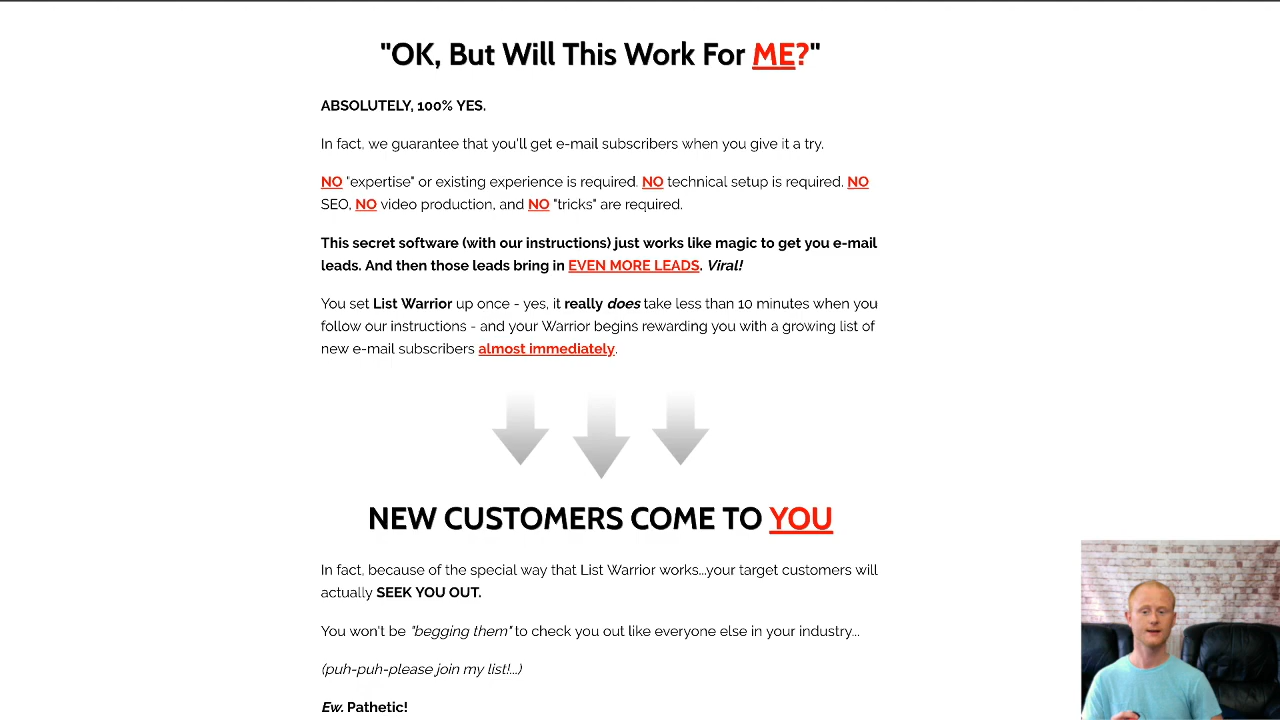 "OK, But Will This Work For ME?"
ABSOLUTELY, 100% YES.
In fact, we guarantee that you'll get e-mail subscribers when you give it a try.
NO "expertise" or existing experience is required. NO technical setup is required. NO
SEO, NO video production, and NO "tricks" are required.
This secret software (with our instructions) just works like magic to get you e-mail
leads. And then those leads bring in EVEN MORE LEADS. Viral!
You set List Warrior up once - yes, it really does take less than 10 minutes when you
follow our instructions - and your Warrior begins rewarding you with a growing list of
new e-mail subscribers almost immediately.
NEW CUSTOMERS COME TO YOU
In fact, because of the special way that List Warrior works...your target customers will
actually SEEK YOU OUT.
You won't be "begging them" to check you out like everyone else in your industry...
(puh-puh-please join my list!...)
Ew. Pathetic!